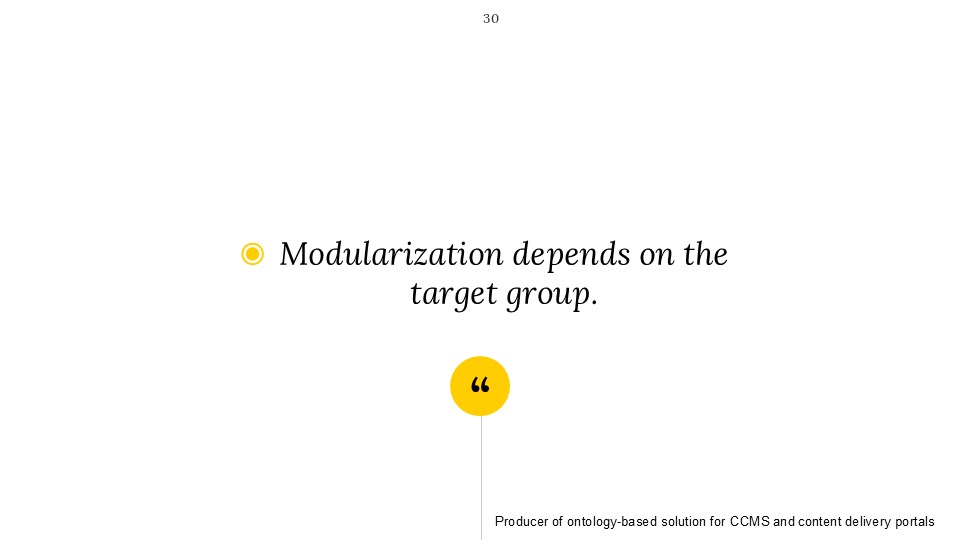 30
Modularization depends on the
target group.
“
Producer of ontology-based solution for CCMS and content delivery portals